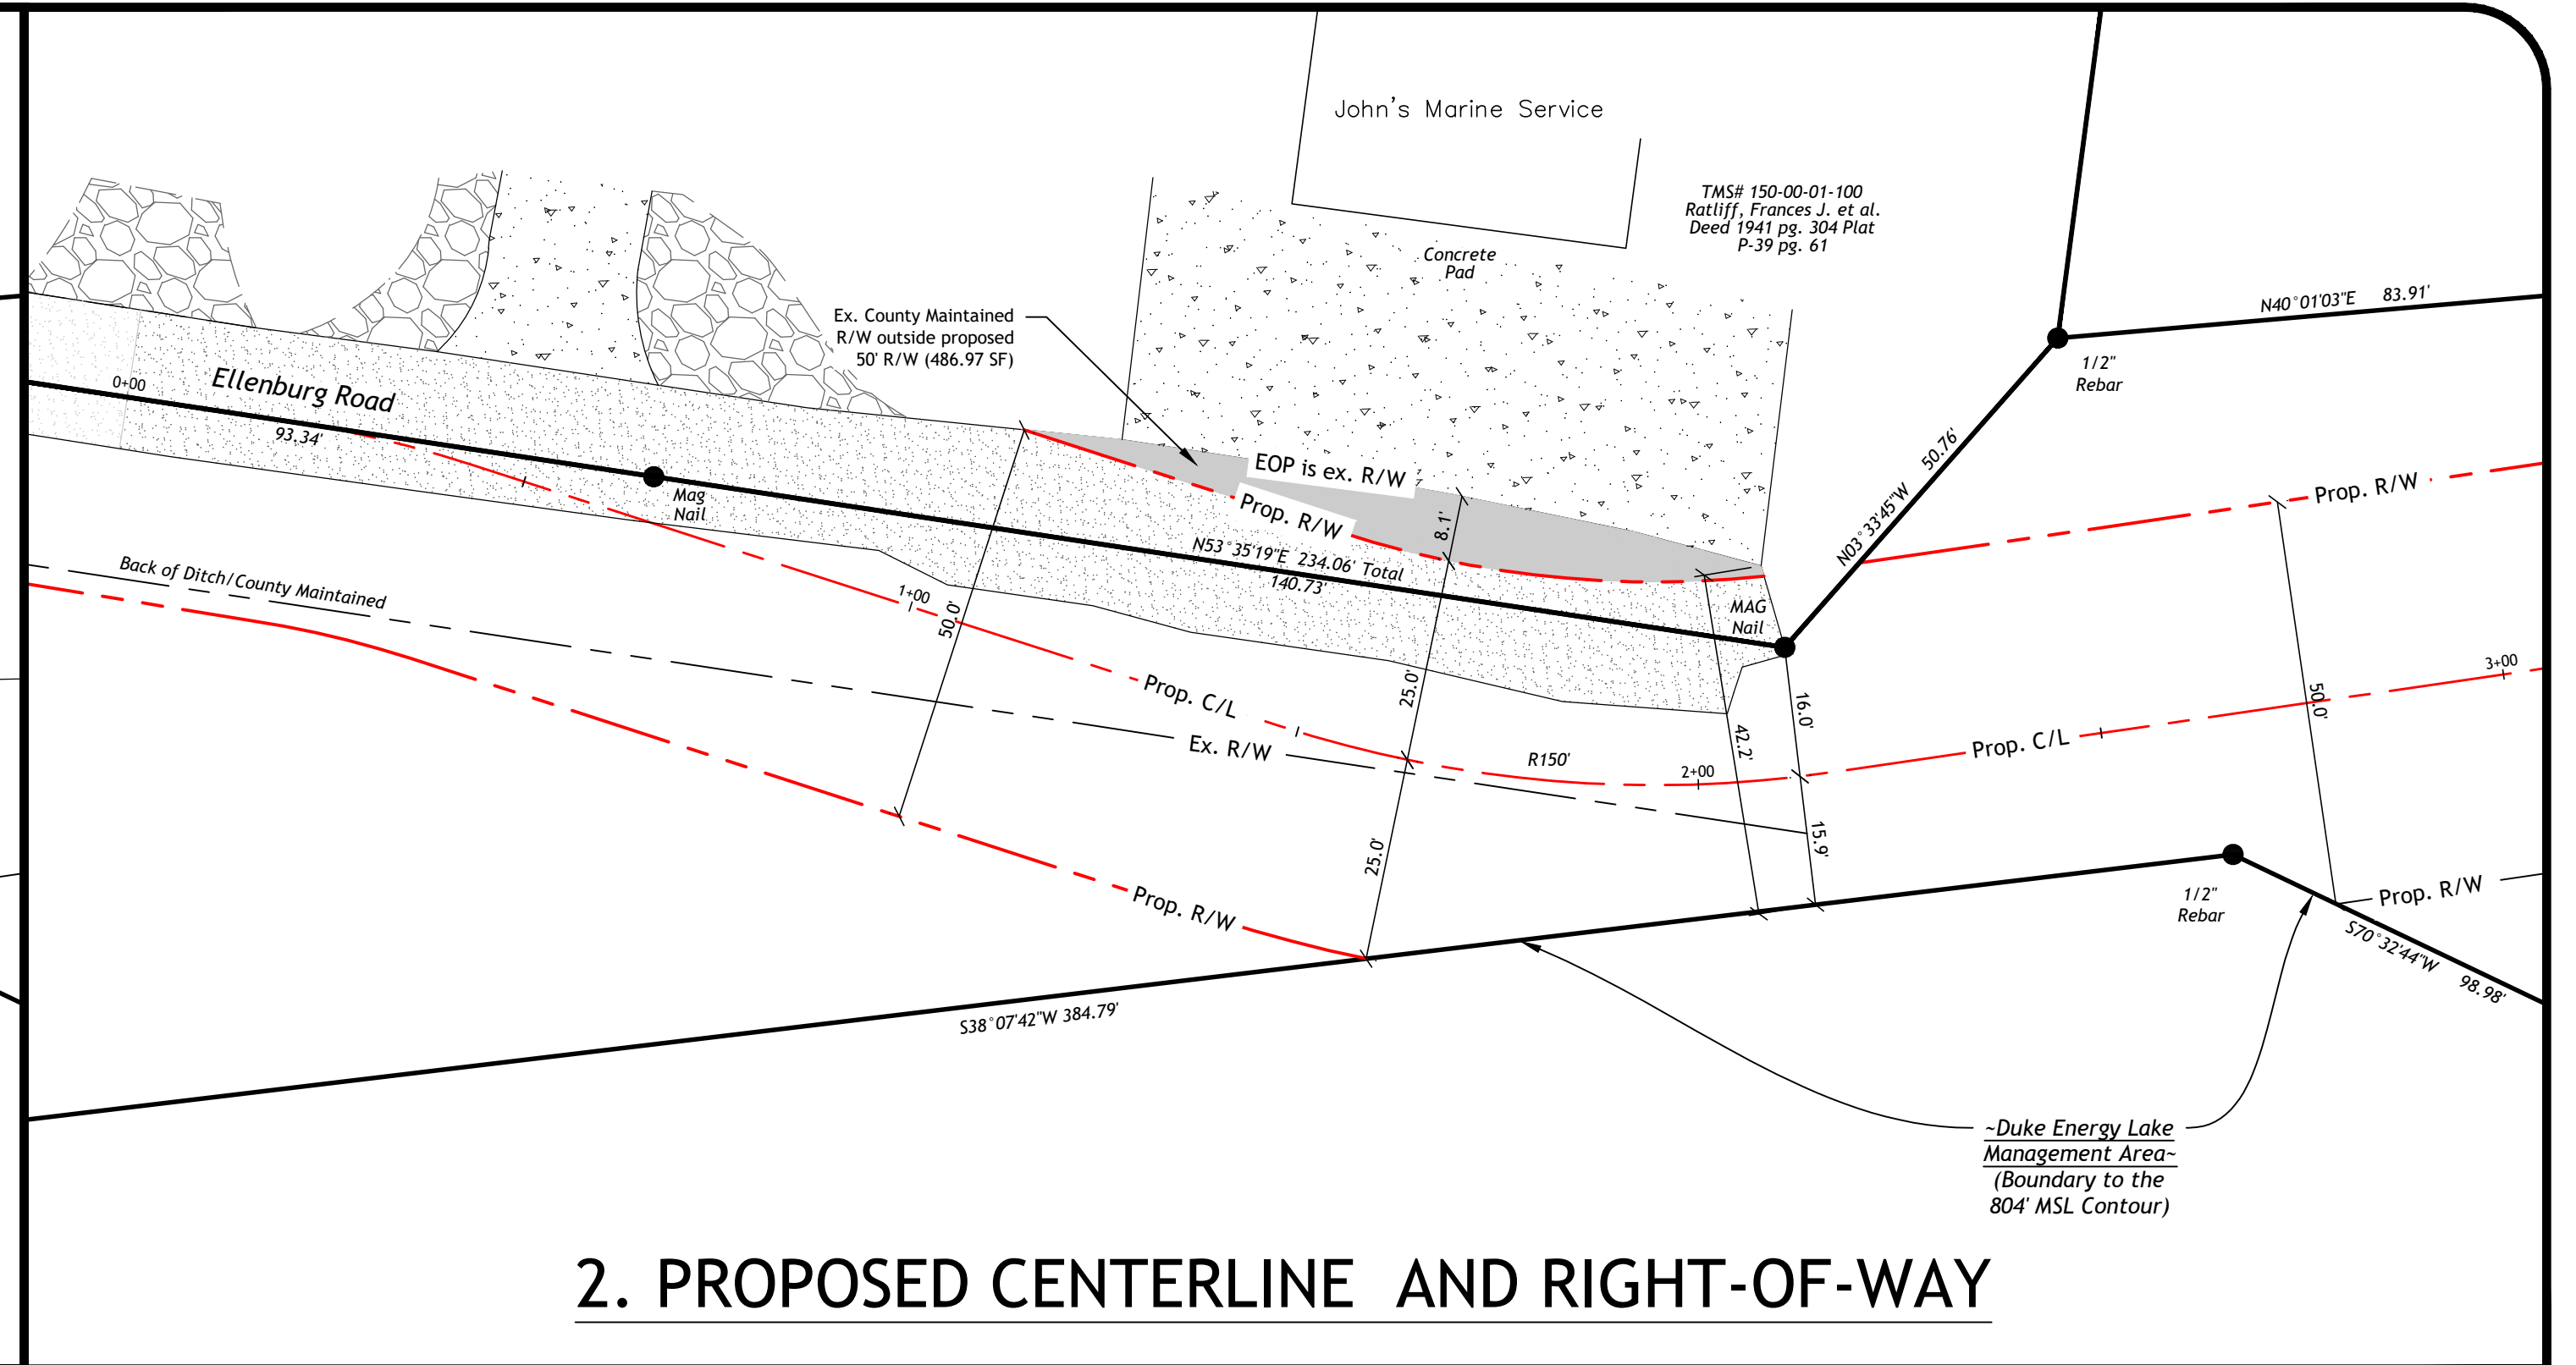 John's Marine Service
TMS# 150-00-01-100
Ratliff, Frances J. et al.
Deed 1941 pg. 304 Plat
P-39 pg. 61
Concrete
Pad
Ex. County Maintained
R/W outside proposed
50' R/W (486.97 SF)
N40°01'03"E 83.91'
1/2"
Rebar
0+00
Ellenburg Road
93.34'
Mag
Nail
EOP is ex. R/W
Prop. R/W
8.1'
N53°35'19"E 234.06' Total
140.73'
50.76'
N03°33'45"W
Prop. R/W
Back of Ditch/County Maintained
1+00
50.0'
MAG
Nail
Prop. C/L
25.0'
16.0'
42.2'
50.0'
3+00
Ex. R/W
R150'
2+00
Prop. C/L
15.9'
25.0'
Prop. R/W
1/2"
Rebar
Prop. R/W
S70°32'44"W 98.98'
S38°07'42"W 384.79'
~Duke Energy Lake
Management Area~
(Boundary to the
804' MSL Contour)
2. PROPOSED CENTERLINE AND RIGHT-OF-WAY